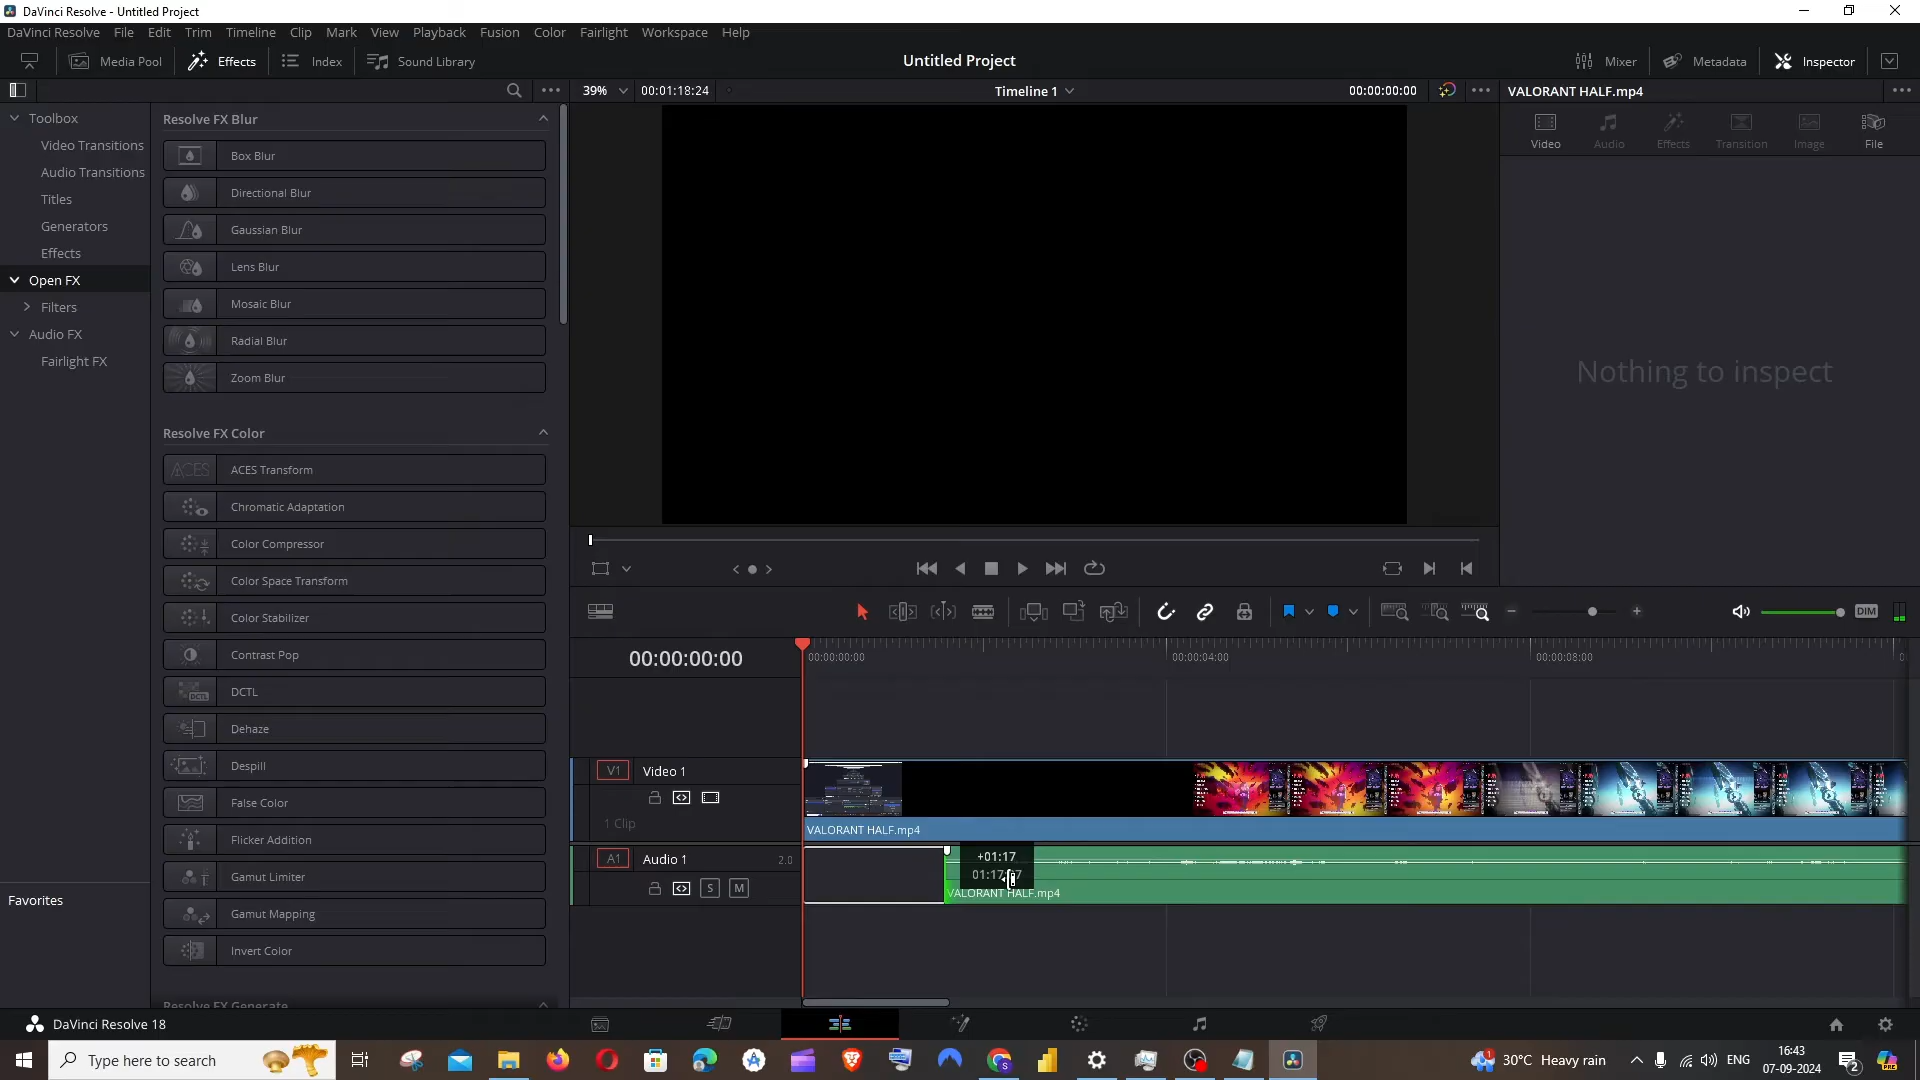 DaVinci Resolve - Untitled Project
DaVinci Resolve File Edit Trim Timeline Clip Mark View Playback Fusion Color Fairlight Workspace Help
Media Pool Effects Index Sound Library Untitled Project Mixer Metadata Inspector
39% 00:01:18:24 Timeline 1 00:00:00:00 VALORANT HALF.mp4
Video Audio Effects Transition Image File
Nothing to inspect
Toolbox
Video Transitions
Audio Transitions
Titles
Generators
Effects
Open FX
Filters
Audio FX
Fairlight FX
Favorites
Resolve FX Blur
Box Blur
Directional Blur
Gaussian Blur
Lens Blur
Mosaic Blur
Radial Blur
Zoom Blur
Resolve FX Color
ACES ACES Transform
Chromatic Adaptation
Color Compressor
Color Space Transform
Color Stabilizer
Contrast Pop
DCTL DCTL
Dehaze
Despill
False Color
Flicker Addition
Gamut Limiter
Gamut Mapping
Invert Color
Resolve FX Generate
DIM
00:00:00:00 00:00:00:00 00:00:04:00 00:00:08:00
V1 Video 1
1 Clip
VALORANT HALF.mp4
A1 Audio 1 2.0
S M
+01:17
VALORANT HALF.mp4
DaVinci Resolve 18
Type here to search
30°C Heavy rain ENG 16:43
07-09-2024
2
PRE